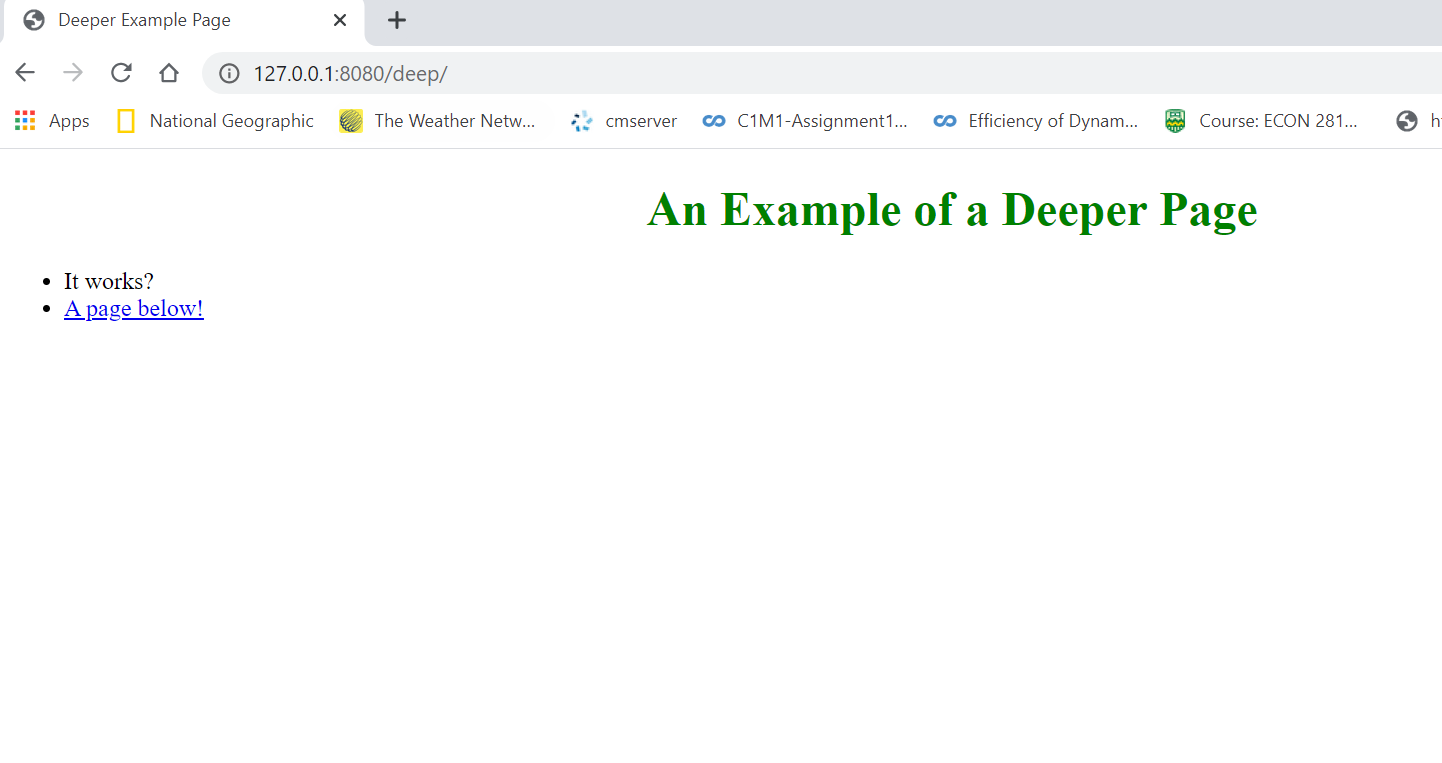 Deeper Example Page
127.0.0.1:8080/deep/
Apps National Geographic The Weather Netw... cmserver C1M1-Assignment1... Efficiency of Dynam... Course: ECON 281...
An Example of a Deeper Page
• It works?
• A page below!